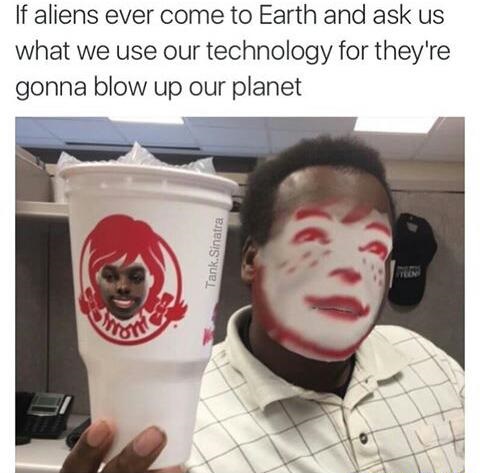 If aliens ever come to Earth and ask us
what we use our technology for they're
gonna blow up our planet
Tank.Sinatra